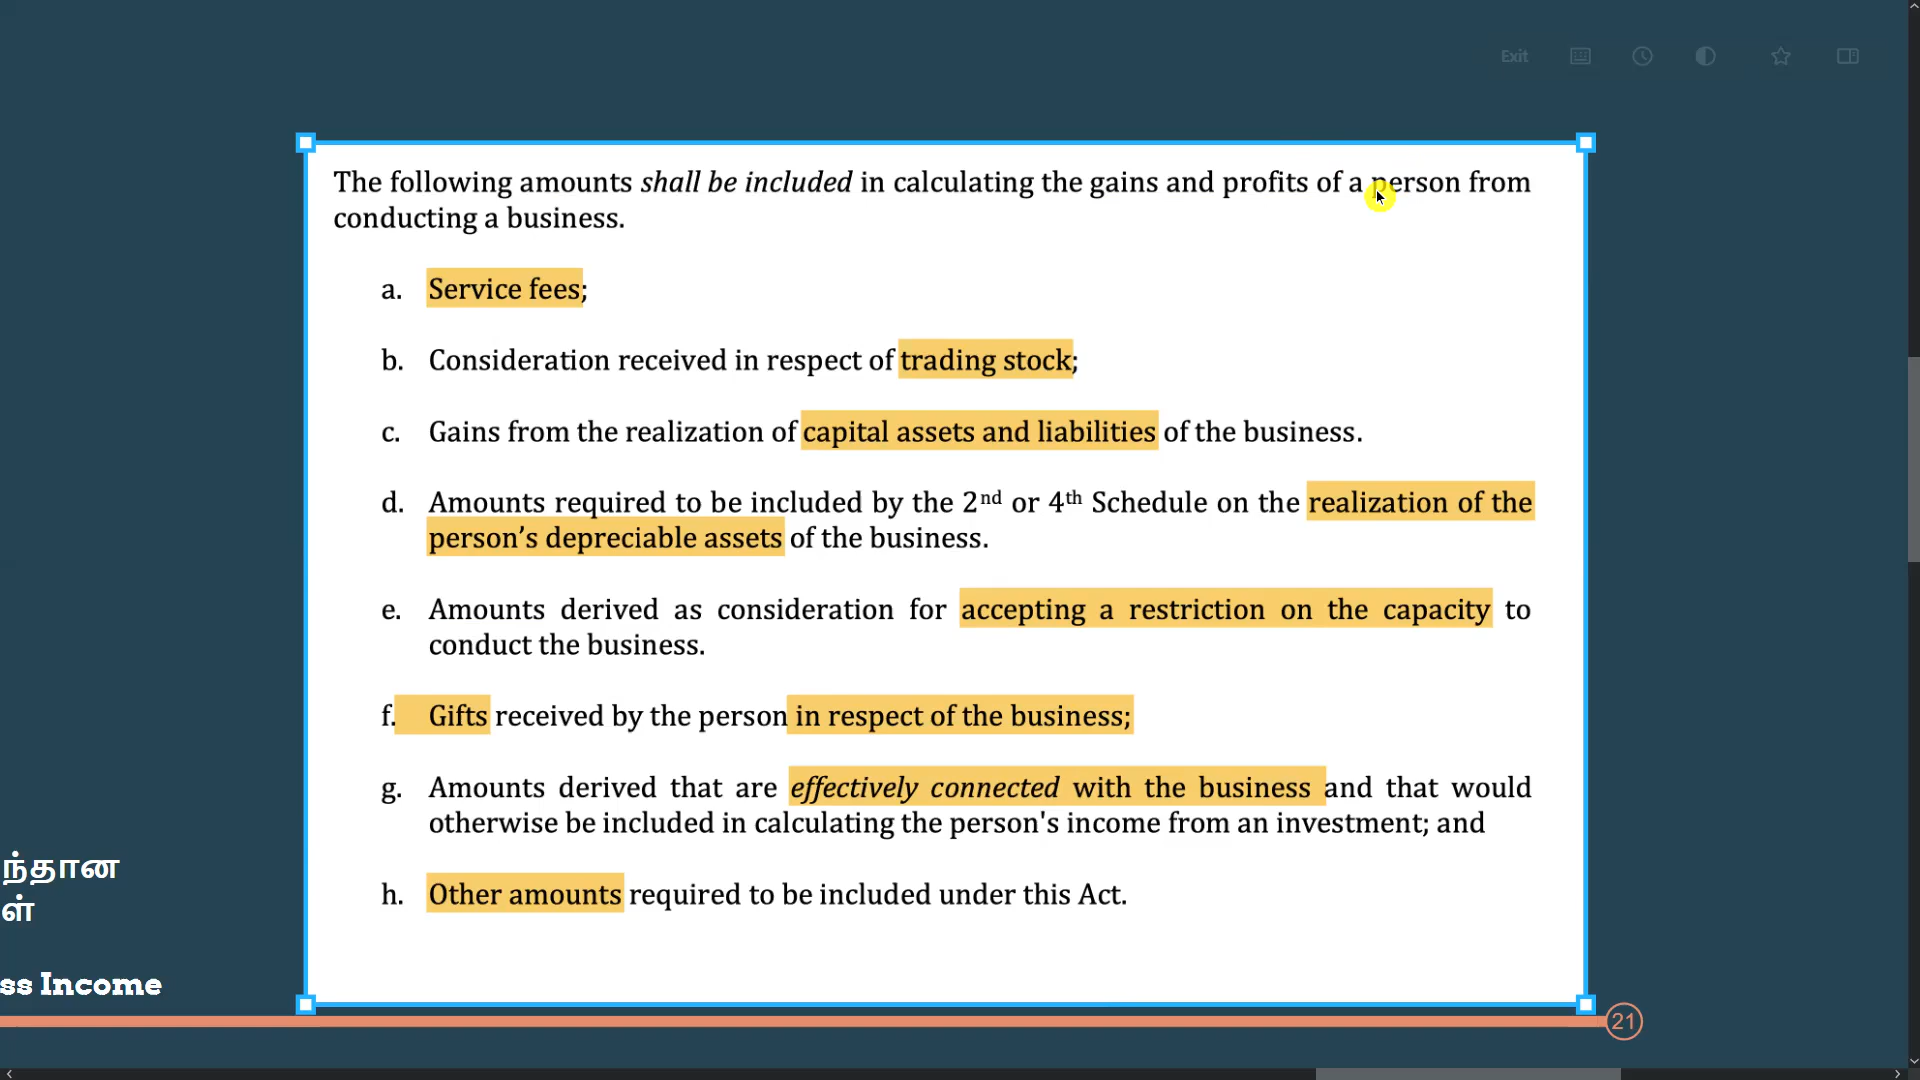 Exit
The following amounts shall be included in calculating the gains and profits of a person from
conducting a business.
a. Service fees;
b. Consideration received in respect of trading stock;
c. Gains from the realization of capital assets and liabilities of the business.
d. Amounts required to be included by the 2nd or 4th Schedule on the realization of the
person’s depreciable assets of the business.
e. Amounts derived as consideration for accepting a restriction on the capacity to
conduct the business.
f. Gifts received by the person in respect of the business;
g. Amounts derived that are effectively connected with the business and that would
otherwise be included in calculating the person's income from an investment; and
h. Other amounts required to be included under this Act.
ந்தான
ள்
ss Income
21